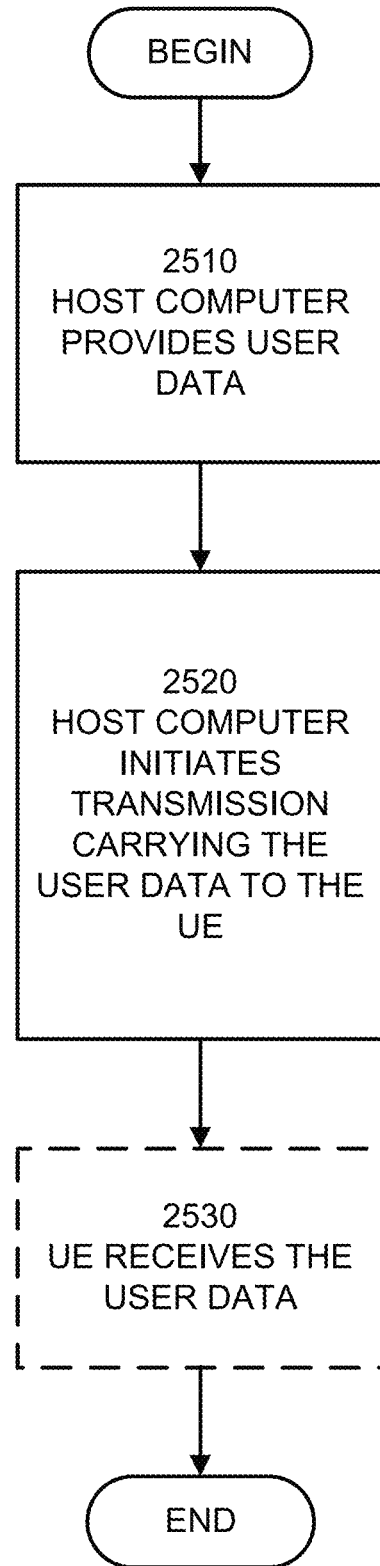 BEGIN
2510
HOST COMPUTER
PROVIDES USER
DATA
2520
HOST COMPUTER
INITIATES
TRANSMISSION
CARRYING THE
USER DATA TO THE
UE
2530
UE RECEIVES THE
USER DATA
END